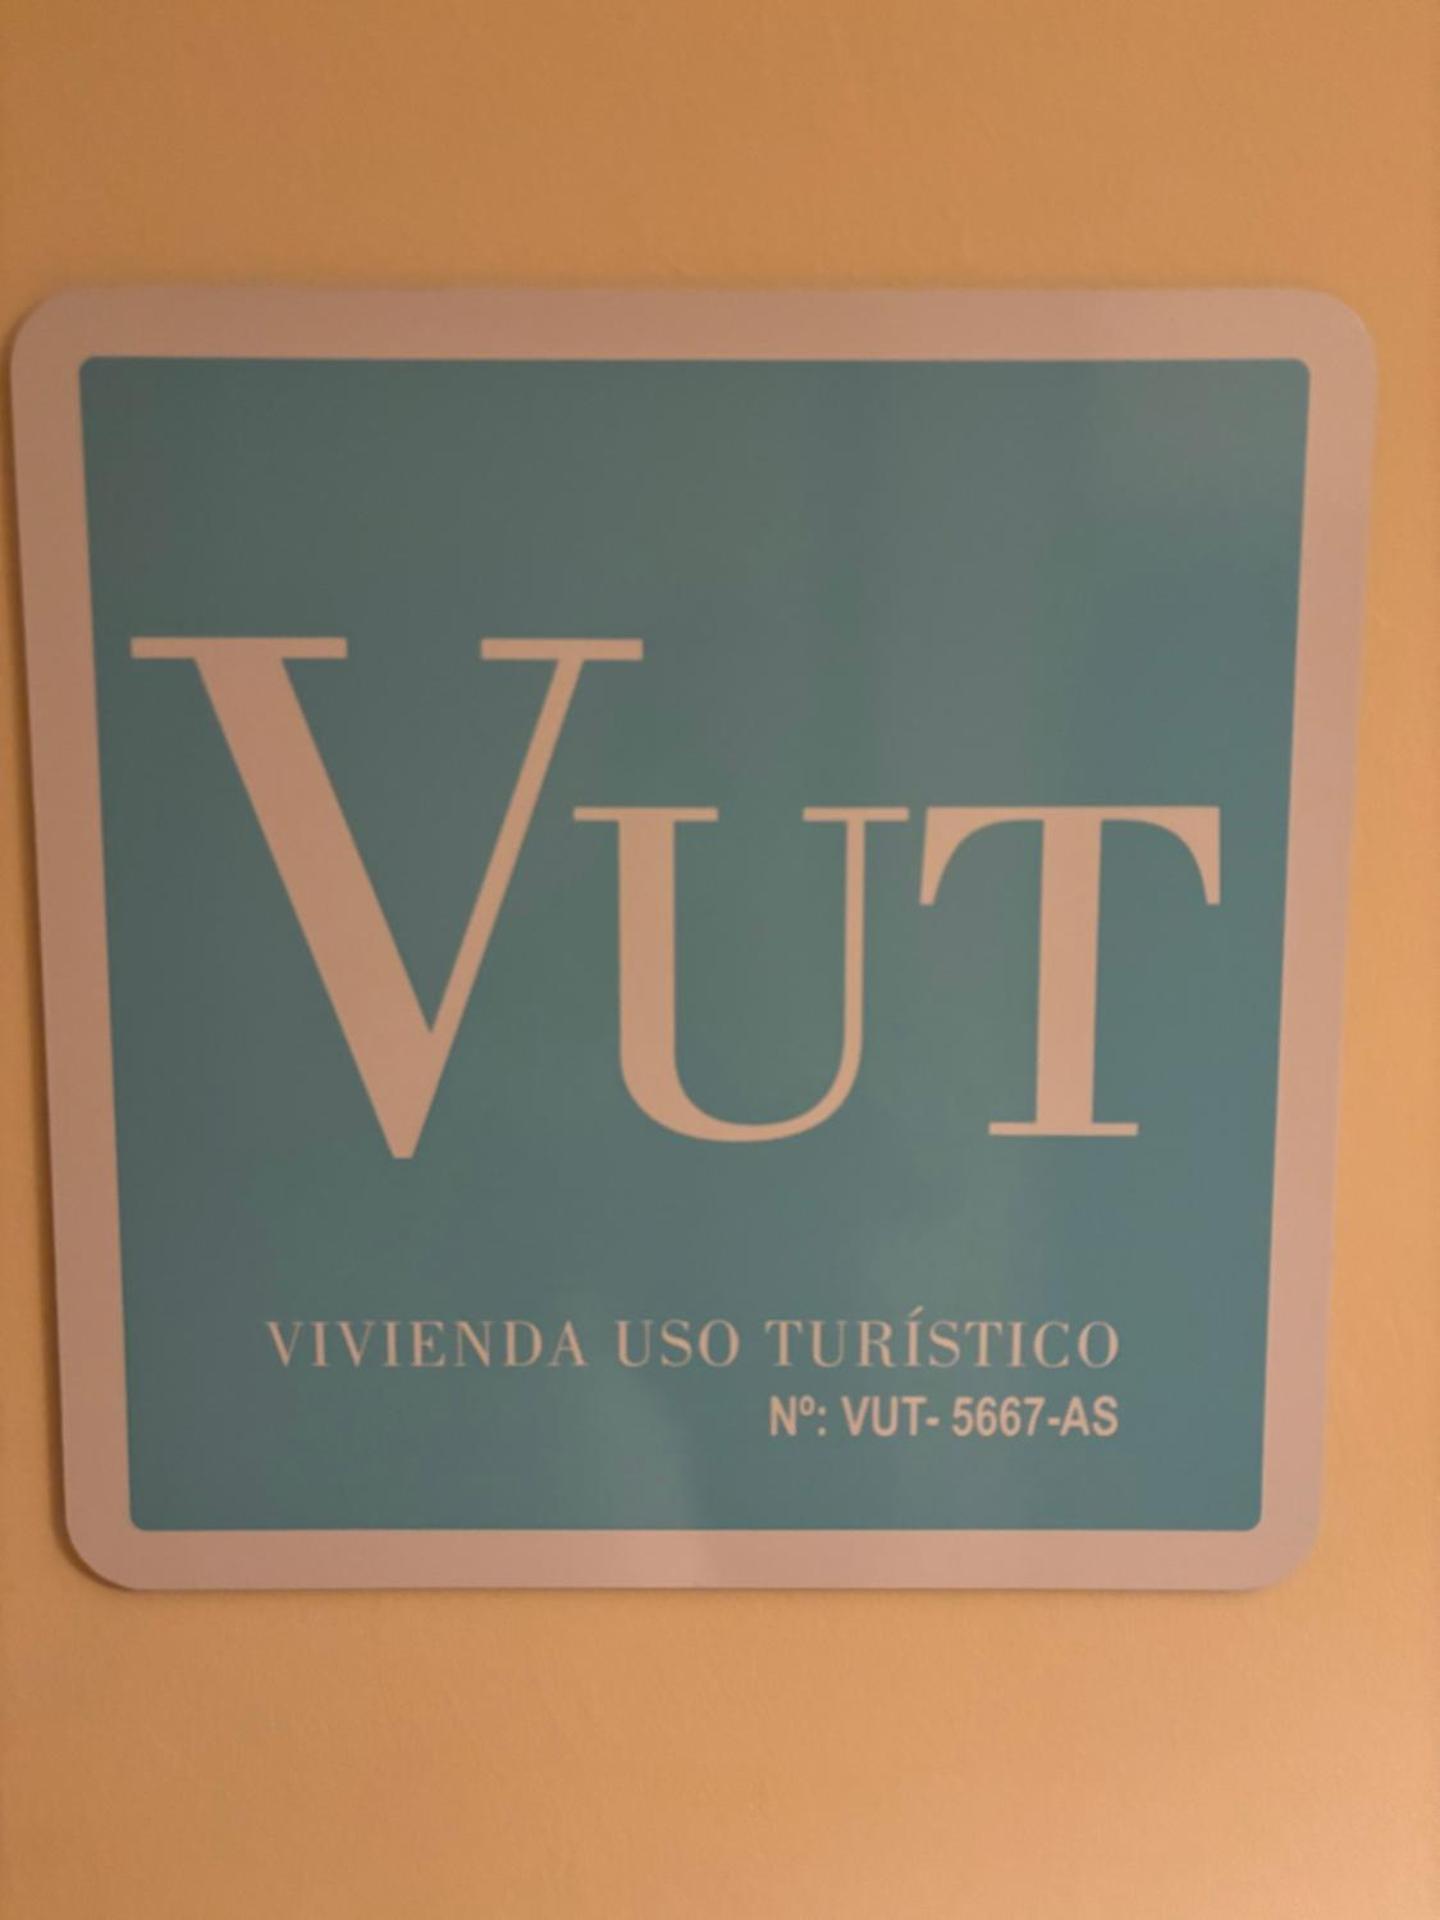 VUT
VIVIENDA USO TURÍSTICO
Nº: VUT- 5667-AS